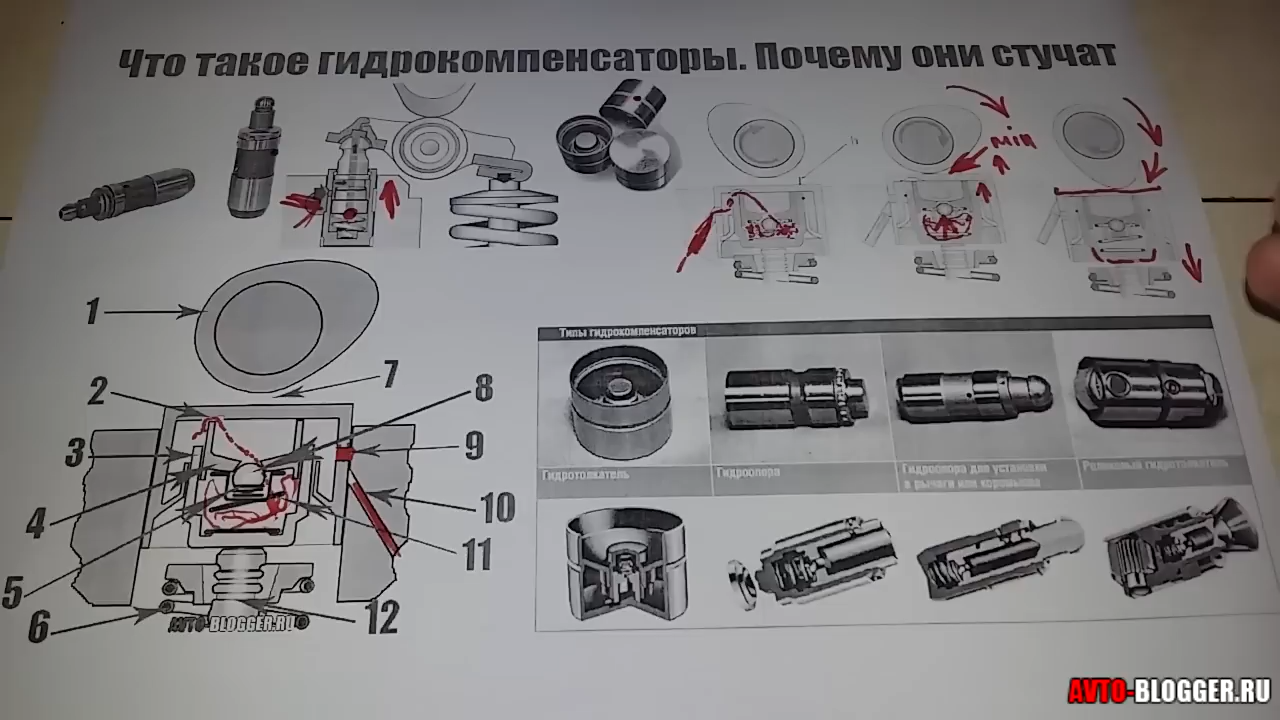 Что такое гидрокомпенсаторы. Почему они стучат
min
h
1
7
2
8
3
9
4
10
5
11
6
12
AVTO-BLOGGER.RU
Типы гидрокомпенсаторов
Гидротолкатель
Гидроопора
Гидроопора для установки
в рычаги или коромысла
Роликовый гидротолкатель
AVTO-BLOGGER.RU